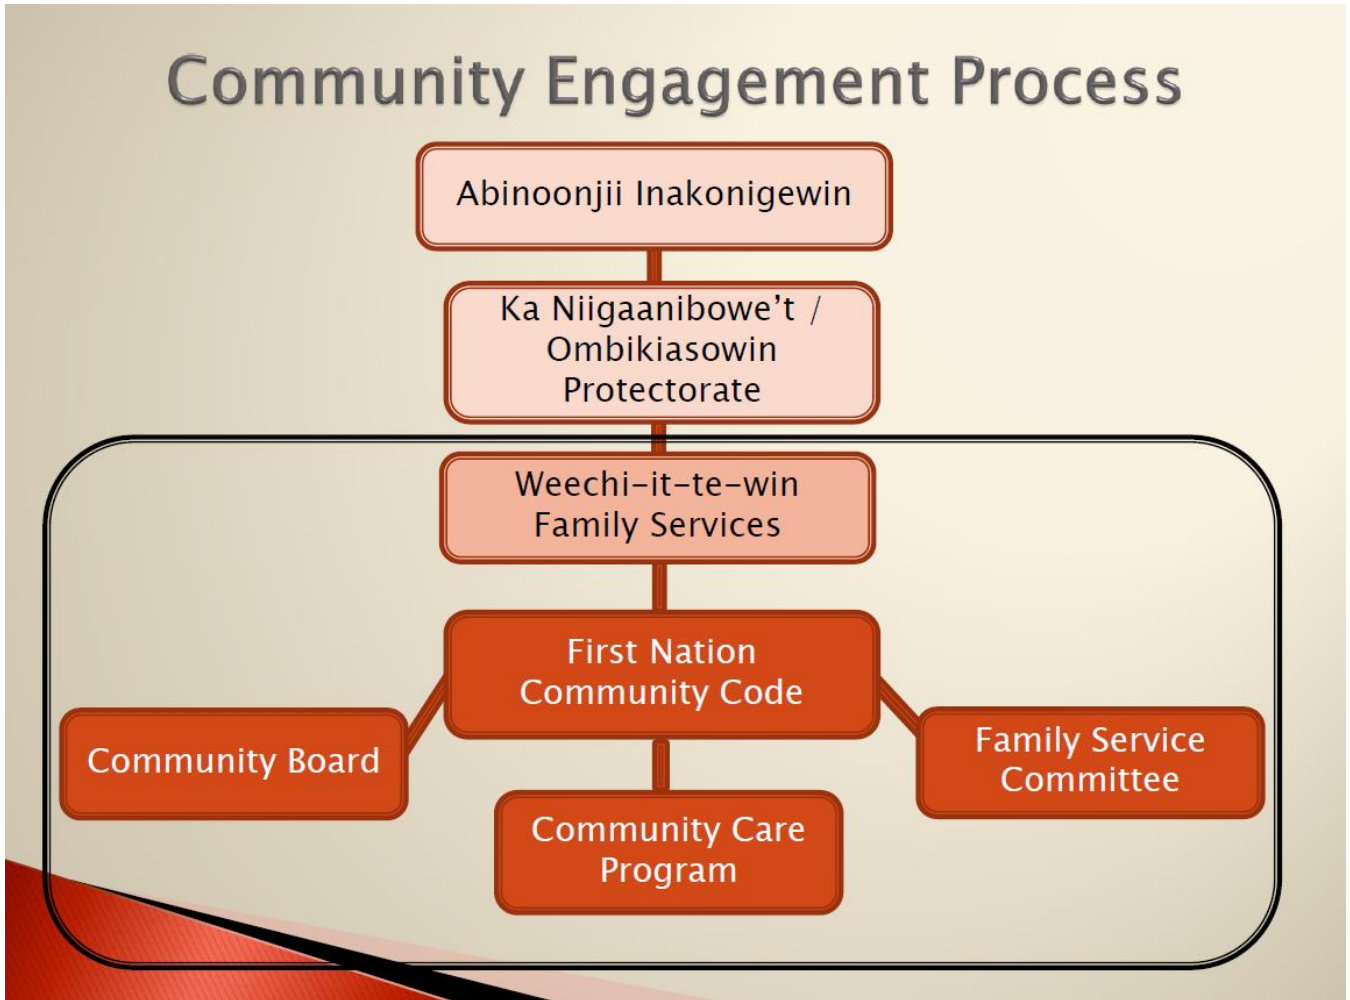 Community Engagement Process
Abinoonjii Inakonigewin
Ka Niigaanibowe't /
Ombikiasowin
Protectorate
Weechi-it-te-win
Family Services
First Nation
Community Code
Community Board
Family Service
Committee
Community Care
Program